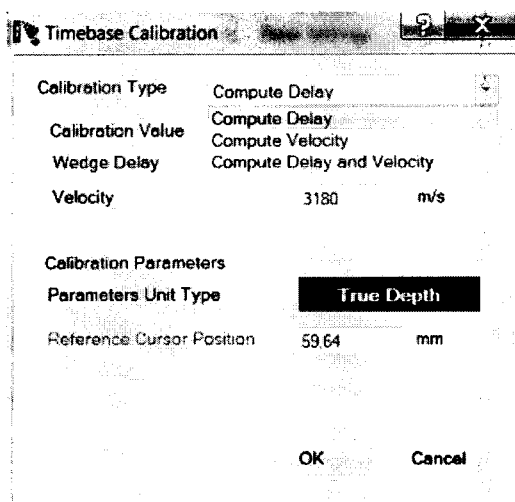 Timebase Calibration
Calibration Type Compute Delay
Compute Delay
Calibration Value Compute Velocity
Wedge Delay Compute Delay and Velocity
Velocity 3180 m/s
Calibration Parameters
Parameters Unit Type True Depth
Reference Cursor Position 59.64 mm
OK Cancel